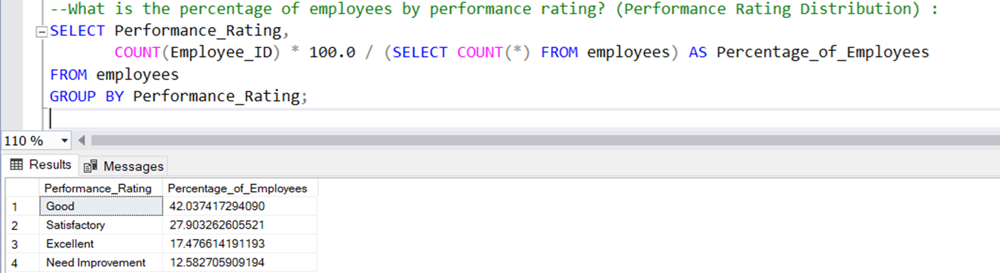 --What is the percentage of employees by performance rating? (Performance Rating Distribution) :
SELECT Performance_Rating,
COUNT(Employee_ID) * 100.0 / (SELECT COUNT(*) FROM employees) AS Percentage_of_Employees
FROM employees
GROUP BY Performance_Rating;
110 %
Results Messages
Performance_Rating Percentage_of_Employees
1 Good 42.037417294090
2 Satisfactory 27.903262605521
3 Excellent 17.476614191193
4 Need Improvement 12.582705909194